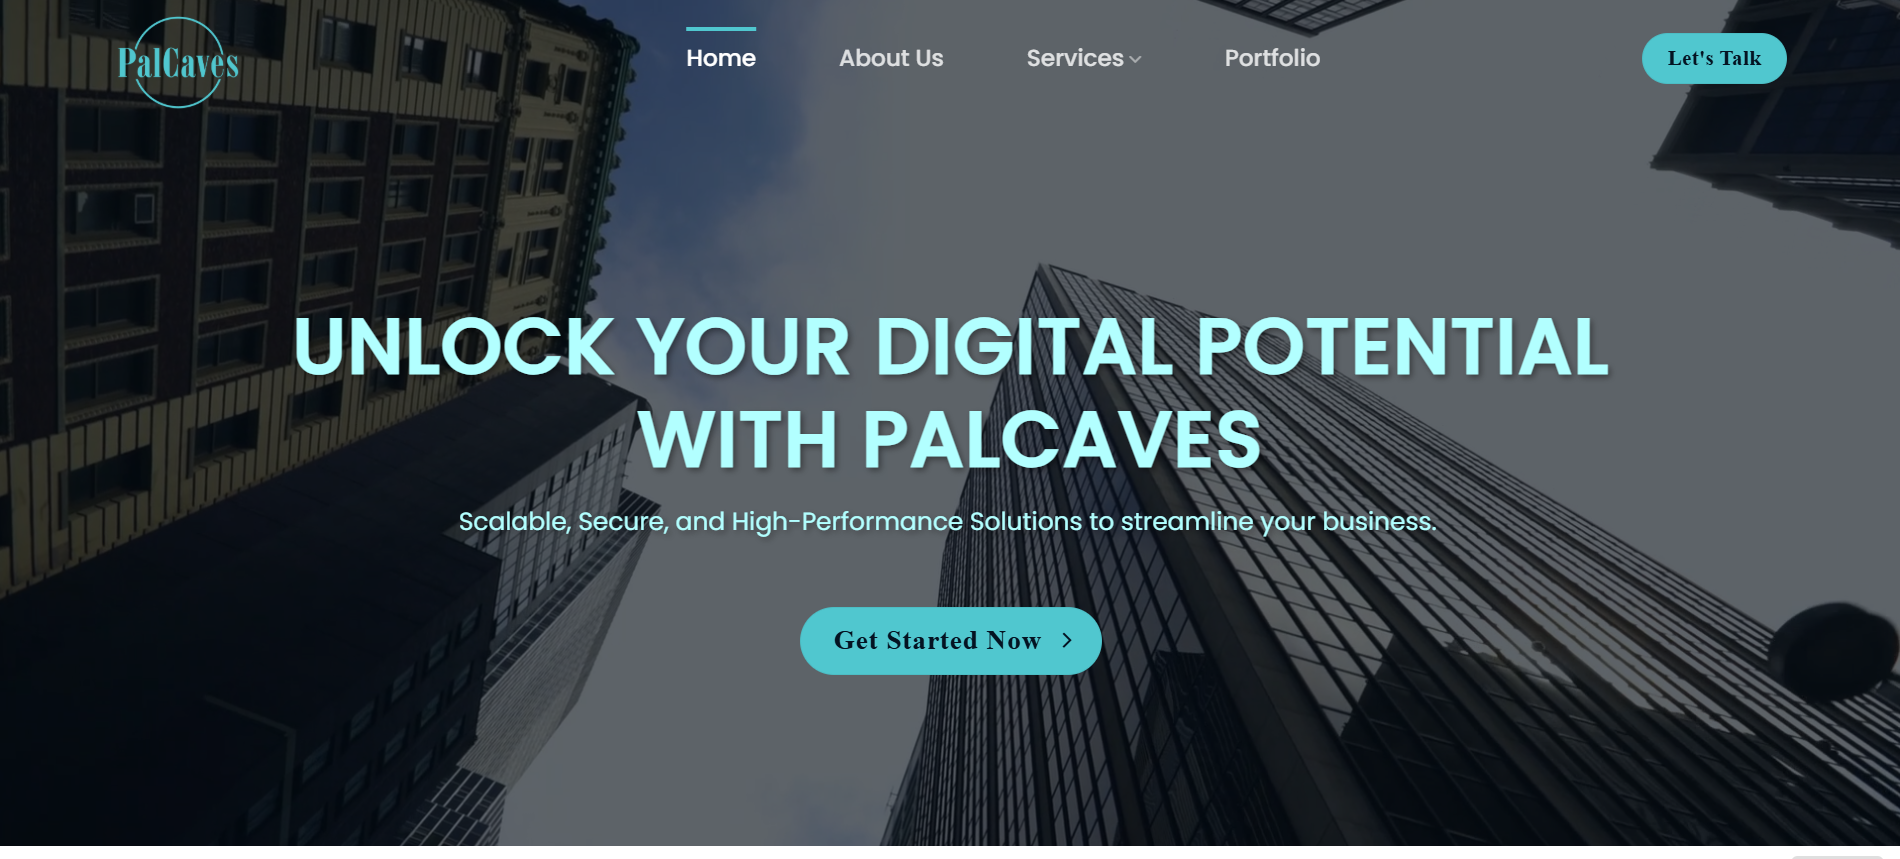 PalCaves
Home
About Us
Services
Portfolio
Let's Talk
UNLOCK YOUR DIGITAL POTENTIAL
WITH PALCAVES
Scalable, Secure, and High-Performance Solutions to streamline your business.
Get Started Now